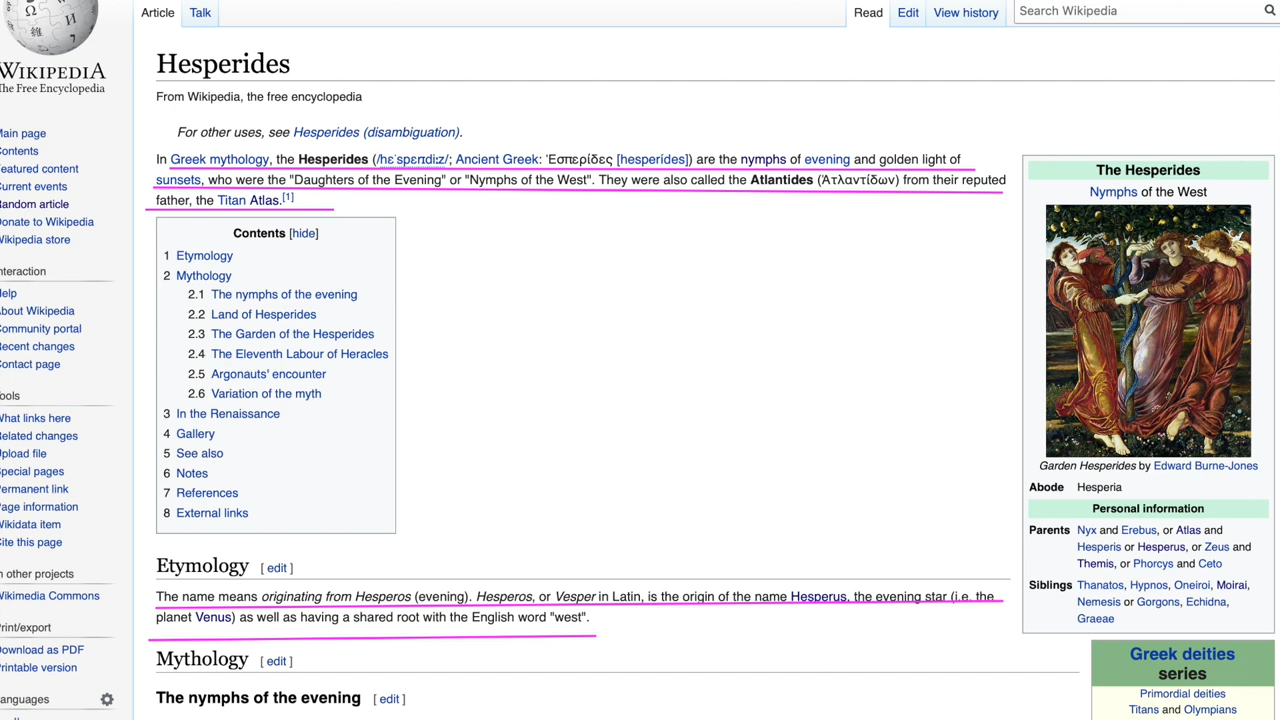 Article Talk Read Edit View history Search Wikipedia
WIKIPEDIA
The Free Encyclopedia
Main page
Contents
Featured content
Current events
Random article
Donate to Wikipedia
Wikipedia store
Interaction
Help
About Wikipedia
Community portal
Recent changes
Contact page
Tools
What links here
Related changes
Upload file
Special pages
Permanent link
Page information
Wikidata item
Cite this page
In other projects
Wikimedia Commons
Print/export
Download as PDF
Printable version
Languages
Hesperides
From Wikipedia, the free encyclopedia
For other uses, see Hesperides (disambiguation).
In Greek mythology, the Hesperides (/hɛˈspɛrɪdiːz/; Ancient Greek: Ἑσπερίδες [hesperídes]) are the nymphs of evening and golden light of
sunsets, who were the "Daughters of the Evening" or "Nymphs of the West". They were also called the Atlantides (Ἀτλαντίδων) from their reputed
father, the Titan Atlas.[1]
Contents [hide]
1 Etymology
2 Mythology
2.1 The nymphs of the evening
2.2 Land of Hesperides
2.3 The Garden of the Hesperides
2.4 The Eleventh Labour of Heracles
2.5 Argonauts' encounter
2.6 Variation of the myth
3 In the Renaissance
4 Gallery
5 See also
6 Notes
7 References
8 External links
Etymology [ edit ]
The name means originating from Hesperos (evening). Hesperos, or Vesper in Latin, is the origin of the name Hesperus, the evening star (i.e. the
planet Venus) as well as having a shared root with the English word "west".
Mythology [ edit ]
The nymphs of the evening [ edit ]
The Hesperides
Nymphs of the West
Garden Hesperides by Edward Burne-Jones
Abode Hesperia
Personal information
Parents Nyx and Erebus, or Atlas and
Hesperis or Hesperus, or Zeus and
Themis, or Phorcys and Ceto
Siblings Thanatos, Hypnos, Oneiroi, Moirai,
Nemesis or Gorgons, Echidna,
Graeae
Greek deities
series
Primordial deities
Titans and Olympians